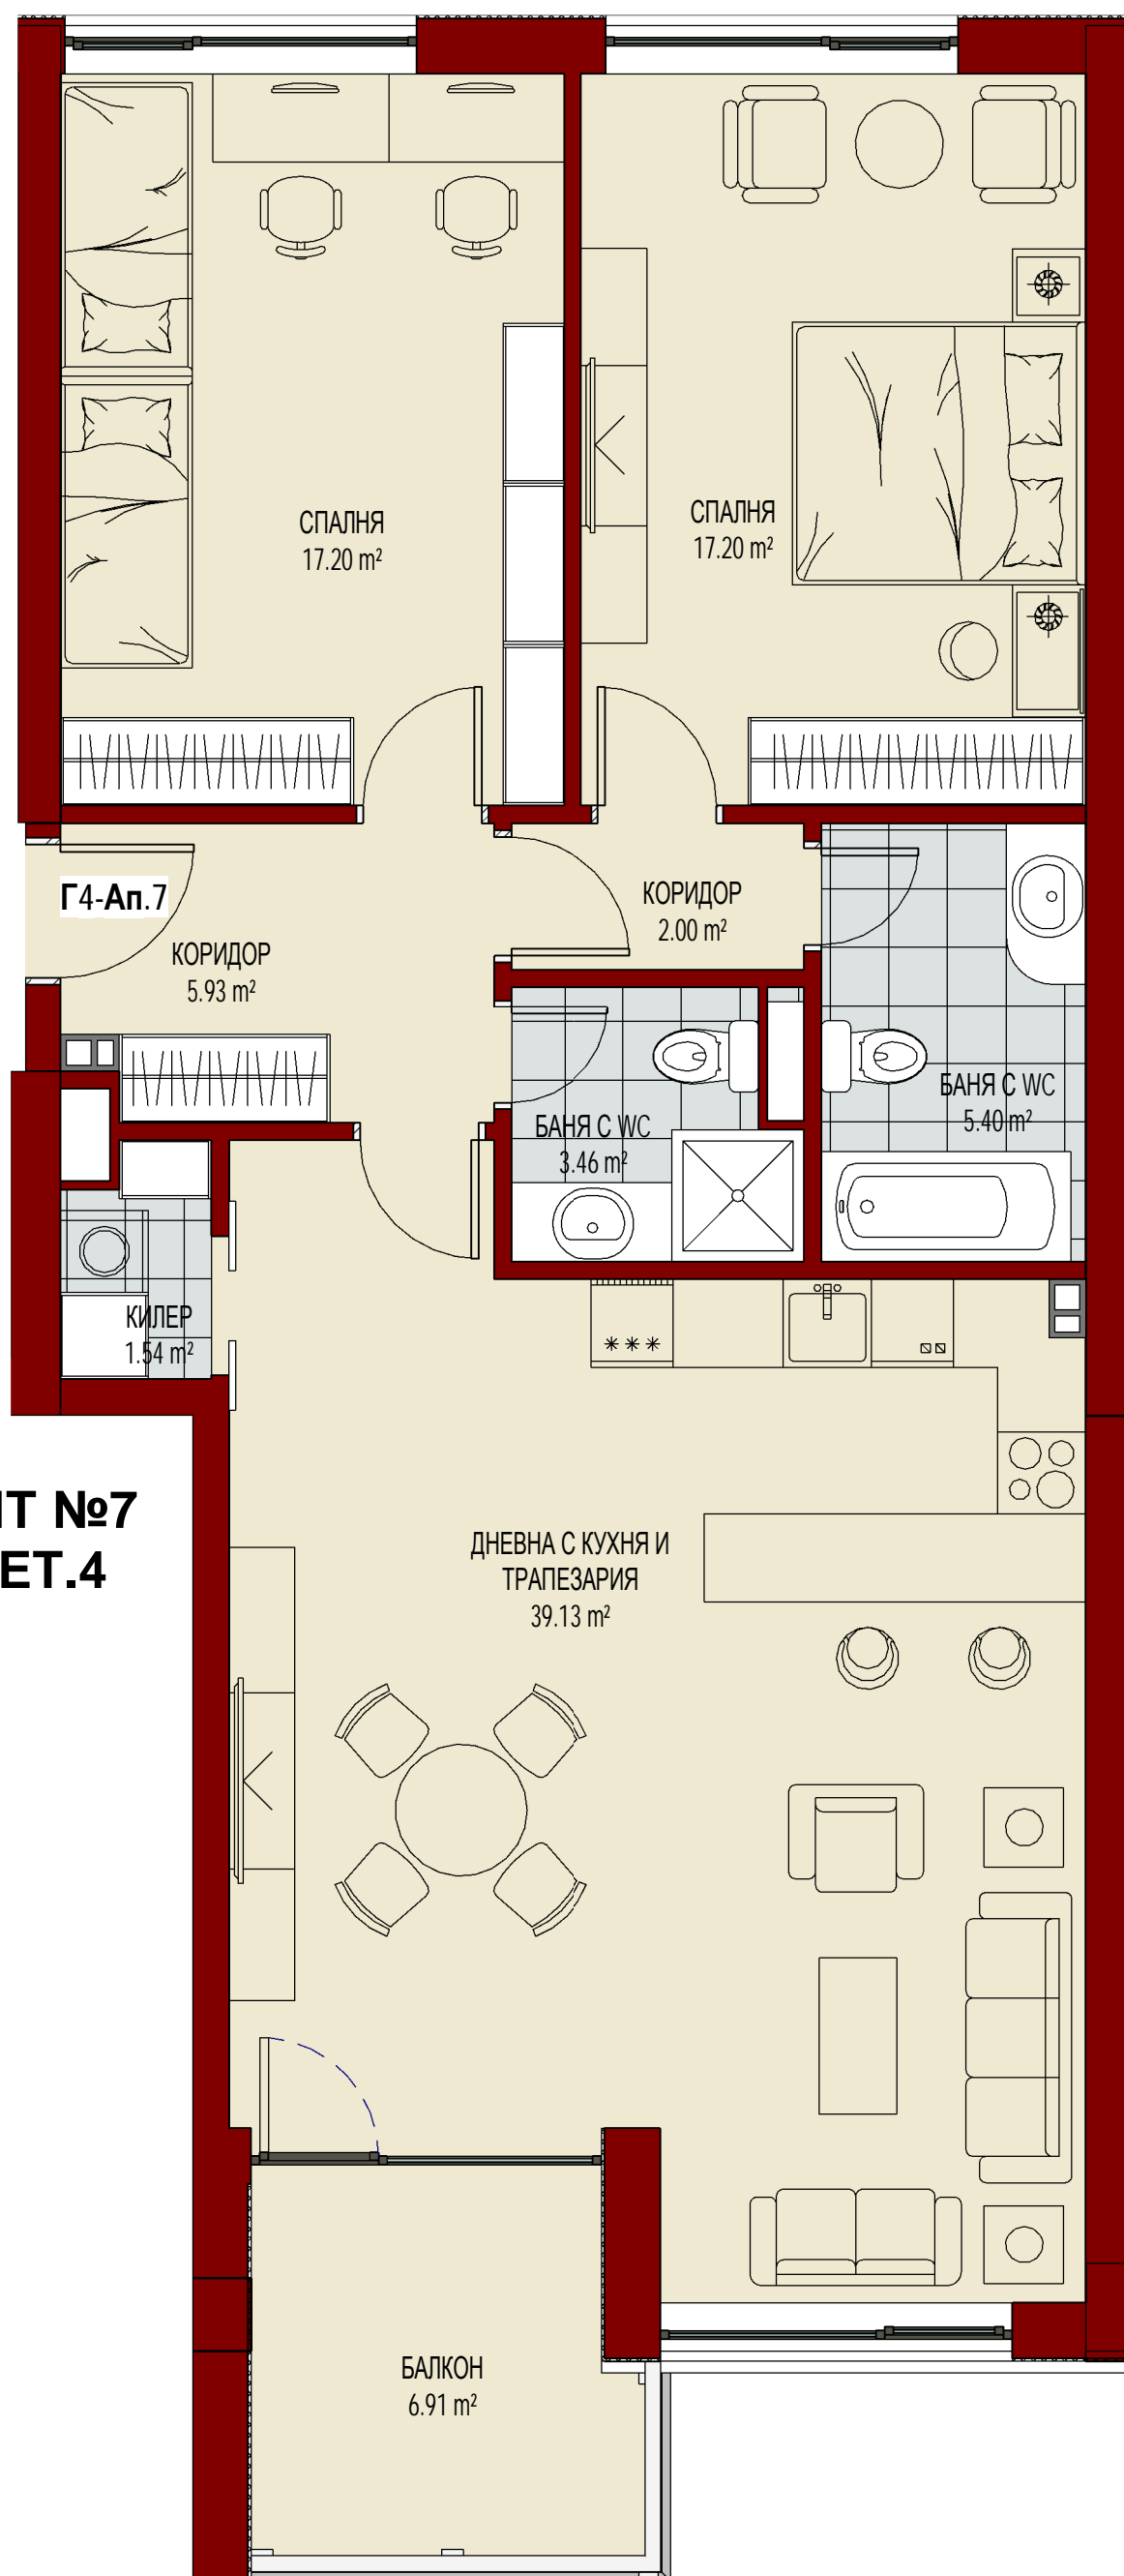 СПАЛНЯ
17.20 m²
СПАЛНЯ
17.20 m²
Г4-Ап.7
КОРИДОР
5.93 m²
КОРИДОР
2.00 m²
БАНЯ С WC
3.46 m²
БАНЯ С WC
5.40 m²
КИЛЕР
1.54 m²
№7
ЕТ.4
ДНЕВНА С КУХНЯ И
ТРАПЕЗАРИЯ
39.13 m²
БАЛКОН
6.91 m²